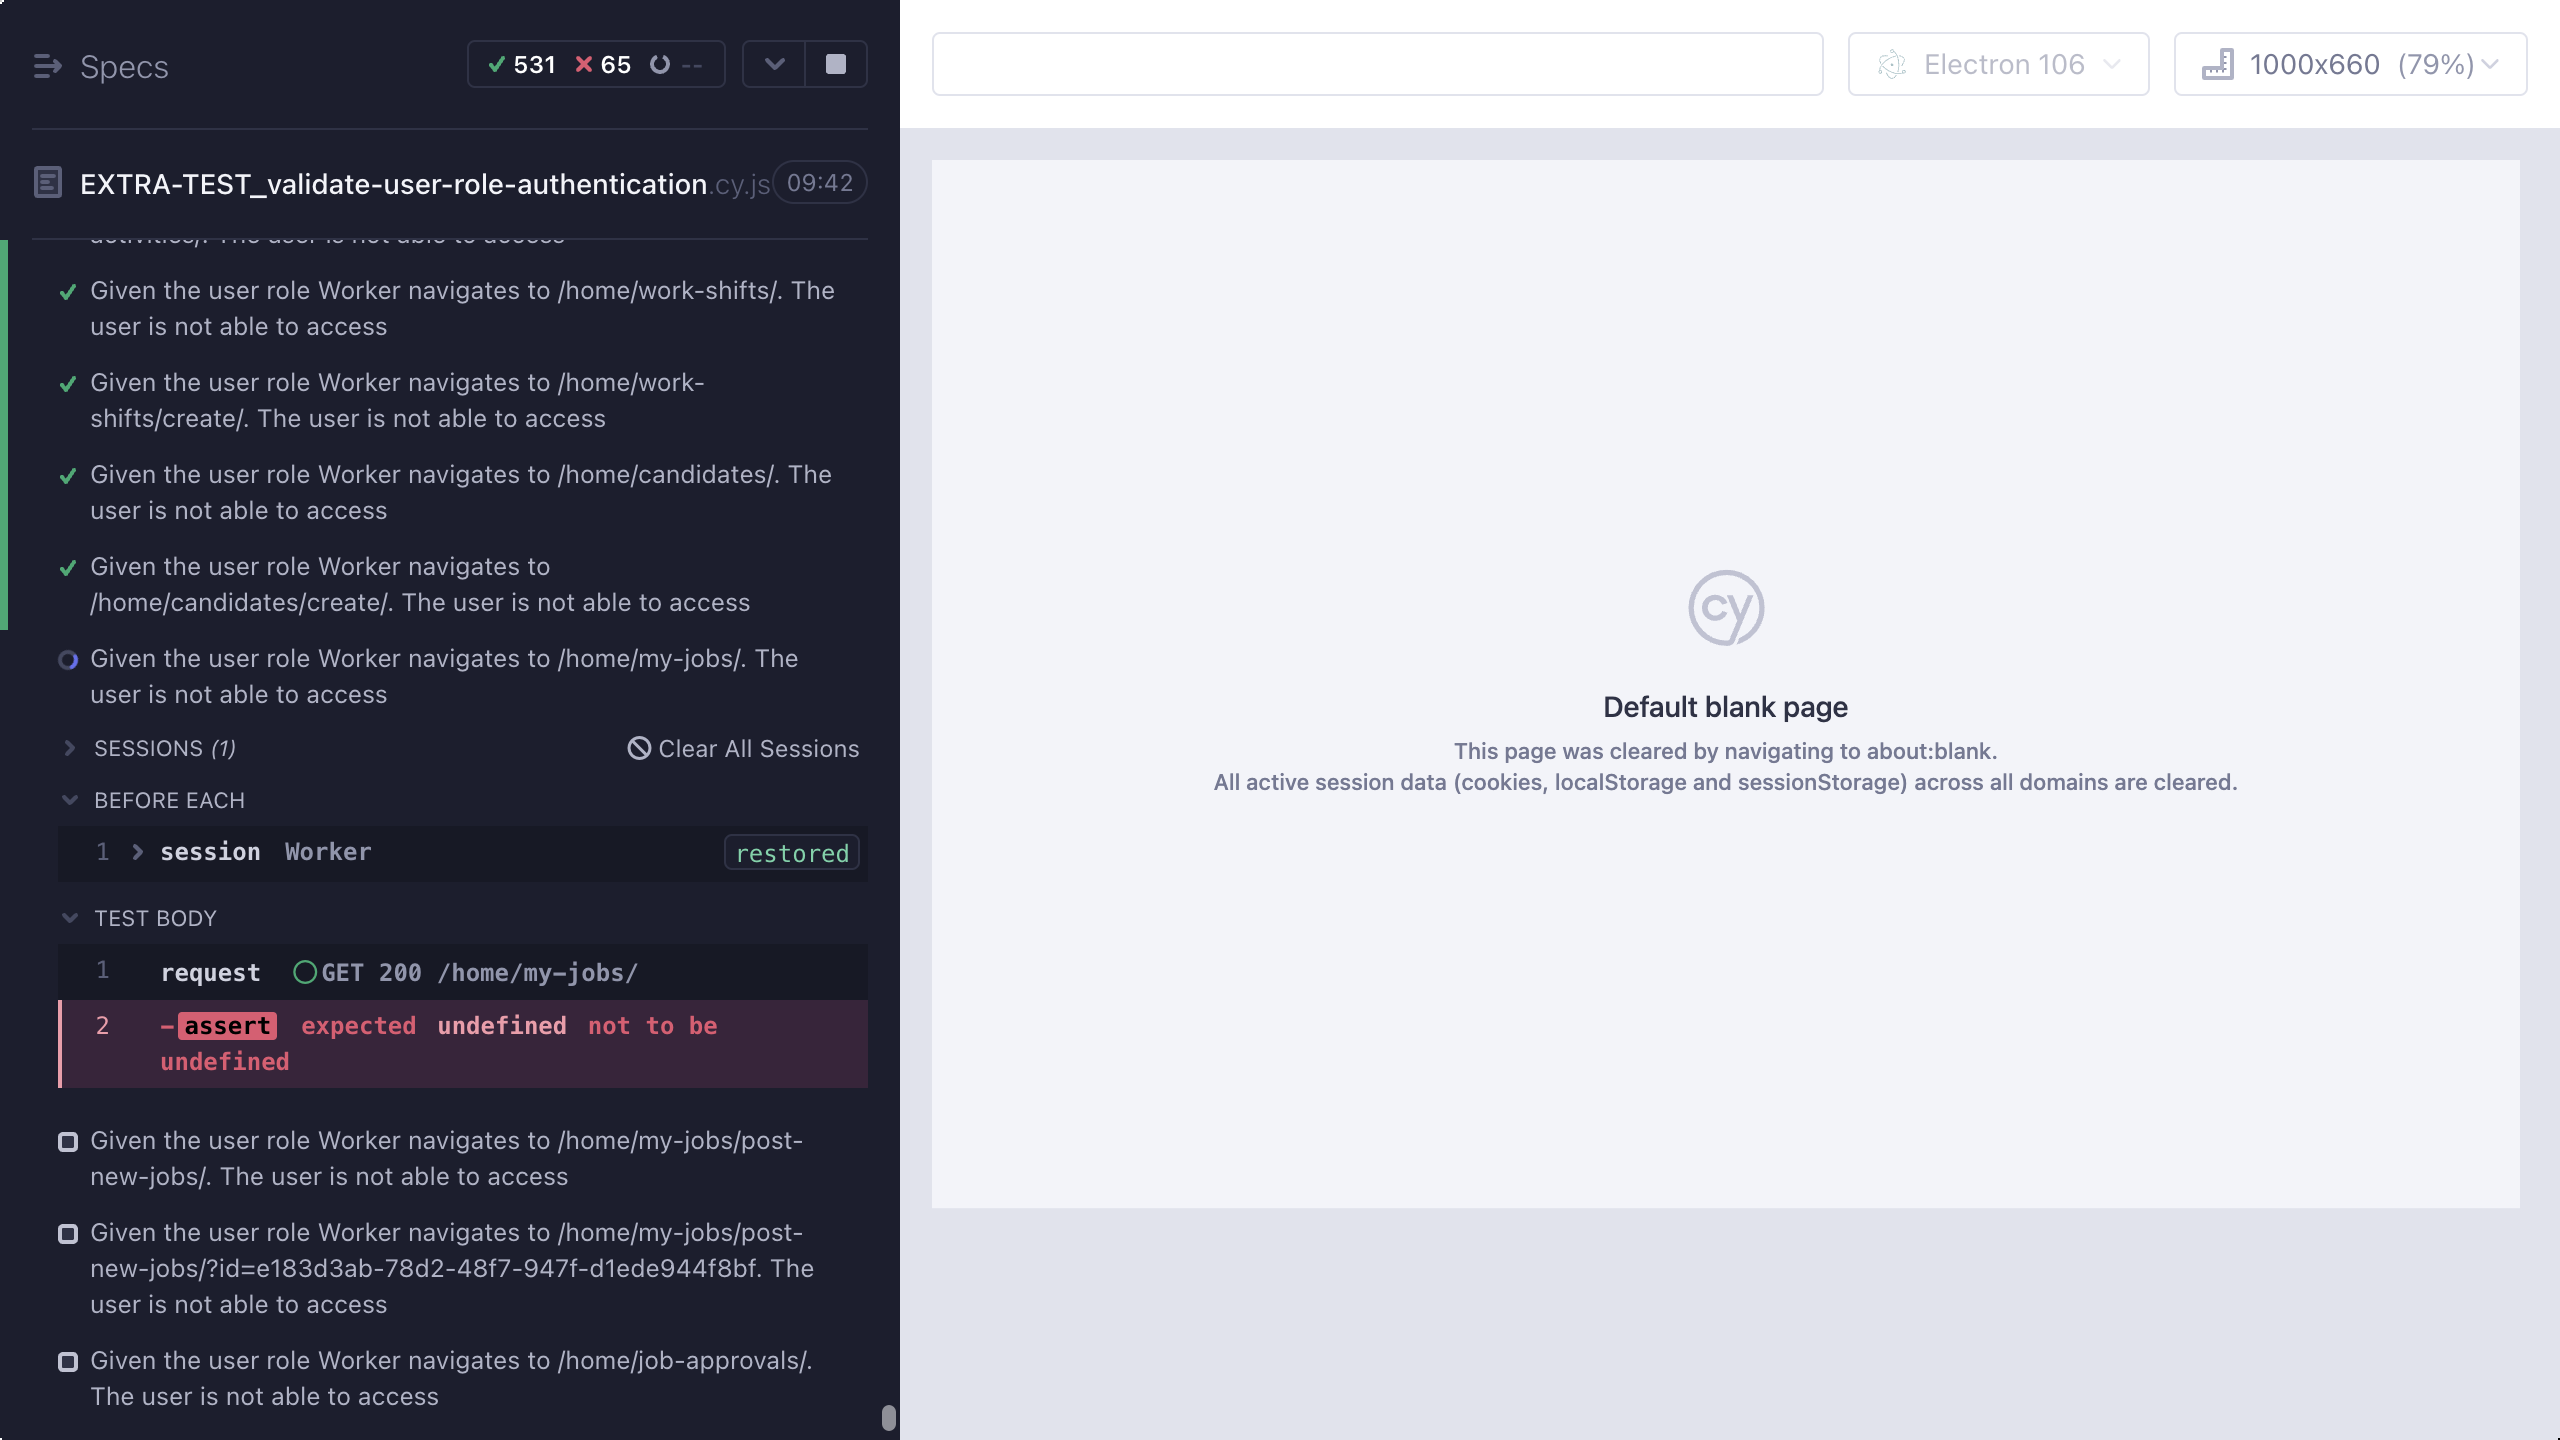 Specs
531 65 --
EXTRA-TEST_validate-user-role-authentication.cy.js 09:42
activities/. The user is not able to access
Given the user role Worker navigates to /home/work-shifts/. The
user is not able to access
Given the user role Worker navigates to /home/work-
shifts/create/. The user is not able to access
Given the user role Worker navigates to /home/candidates/. The
user is not able to access
Given the user role Worker navigates to
/home/candidates/create/. The user is not able to access
Given the user role Worker navigates to /home/my-jobs/. The
user is not able to access
SESSIONS (1) Clear All Sessions
BEFORE EACH
1 session Worker restored
TEST BODY
1 request GET 200 /home/my-jobs/
2 -assert expected undefined not to be
undefined
Given the user role Worker navigates to /home/my-jobs/post-
new-jobs/. The user is not able to access
Given the user role Worker navigates to /home/my-jobs/post-
new-jobs/?id=e183d3ab-78d2-48f7-947f-d1ede944f8bf. The
user is not able to access
Given the user role Worker navigates to /home/job-approvals/.
The user is not able to access
Electron 106
1000x660 (79%)
cy
Default blank page
This page was cleared by navigating to about:blank.
All active session data (cookies, localStorage and sessionStorage) across all domains are cleared.